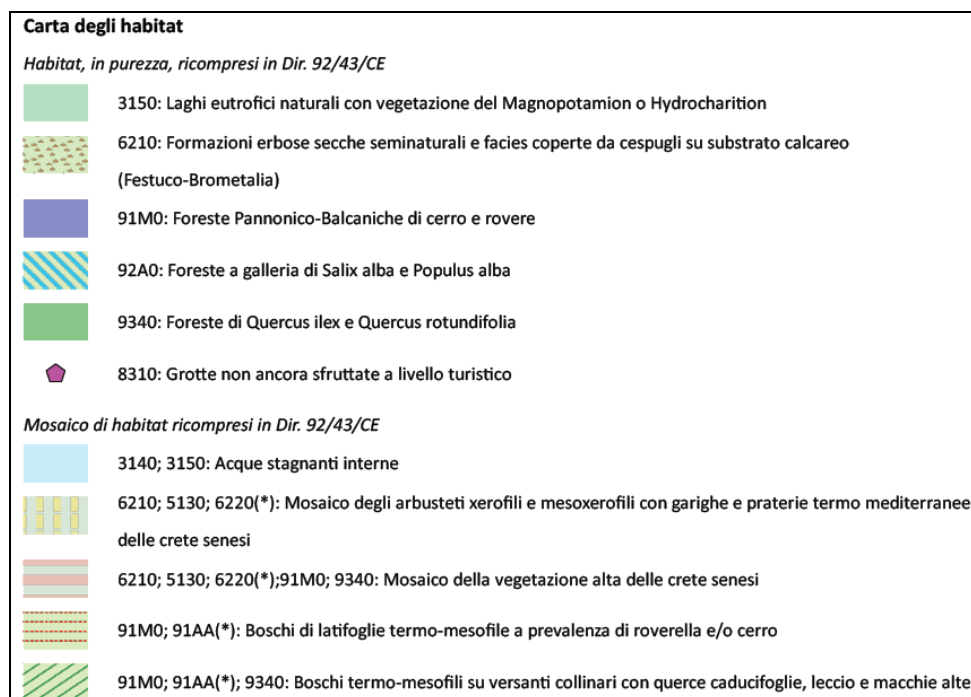 Carta degli habitat
Habitat, in purezza, ricompresi in Dir. 92/43/CE
3150: Laghi eutrofici naturali con vegetazione del Magnopotamion o Hydrocharition
6210: Formazioni erbose secche seminaturali e facies coperte da cespugli su substrato calcareo
(Festuco-Brometalia)
91M0: Foreste Pannonico-Balcaniche di cerro e rovere
92A0: Foreste a galleria di Salix alba e Populus alba
9340: Foreste di Quercus ilex e Quercus rotundifolia
8310: Grotte non ancora sfruttate a livello turistico
Mosaico di habitat ricompresi in Dir. 92/43/CE
3140; 3150: Acque stagnanti interne
6210; 5130; 6220(*): Mosaico degli arbusteti xerofili e mesoxerofili con garighe e praterie termo mediterranee
delle crete senesi
6210; 5130; 6220(*);91M0; 9340: Mosaico della vegetazione alta delle crete senesi
91M0; 91AA(*): Boschi di latifoglie termo-mesofile a prevalenza di roverella e/o cerro
91M0; 91AA(*); 9340: Boschi termo-mesofili su versanti collinari con querce caducifoglie, leccio e macchie alte